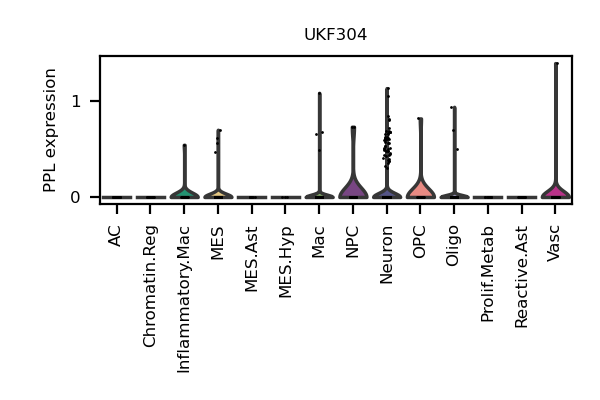 UKF304
PPL expression
1
0
AC
Chromatin.Reg
Inflammatory.Mac
MES
MES.Ast
MES.Hyp
Mac
NPC
Neuron
OPC
Oligo
Prolif.Metab
Reactive.Ast
Vasc